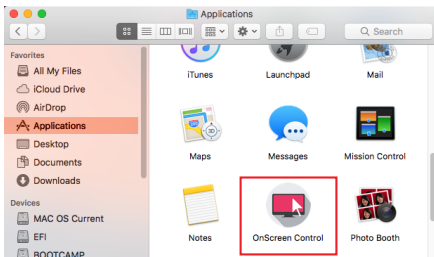 Applications
Search
Favorites
All My Files
iCloud Drive
AirDrop
Applications
Desktop
Documents
Downloads
Devices
MAC OS Current
EFI
BOOTCAMP
iTunes
Launchpad
Mail
Maps
Messages
Mission Control
Notes
OnScreen Control
Photo Booth